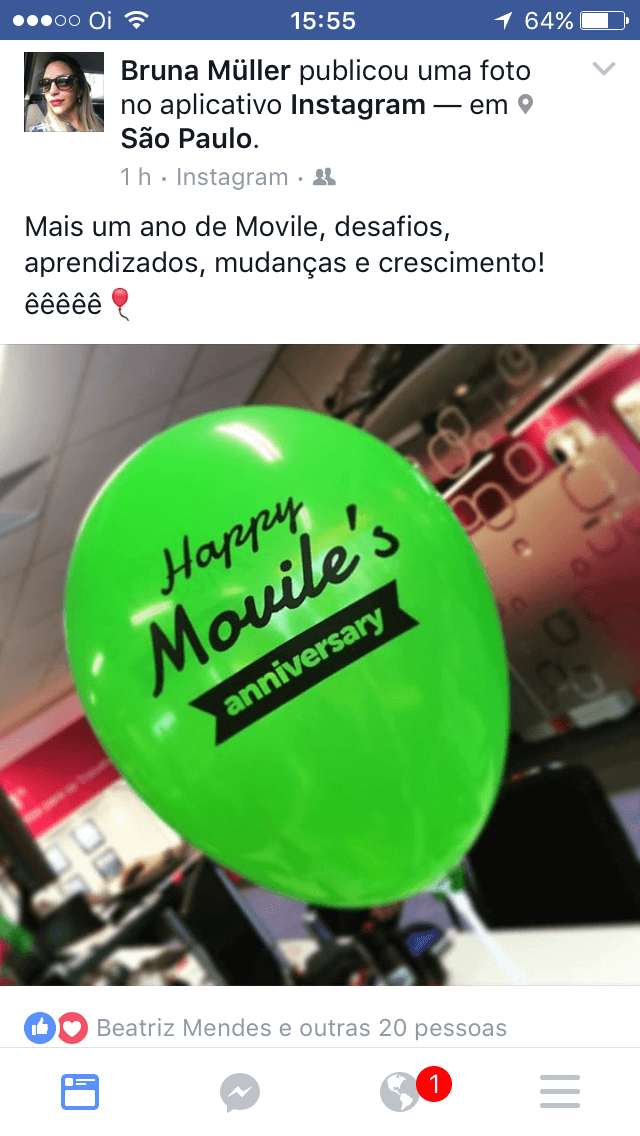 Oi 15:55 64%
Bruna Müller publicou uma foto
no aplicativo Instagram — em
São Paulo.
1 h · Instagram ·
Mais um ano de Movile, desafios,
aprendizados, mudanças e crescimento!
êêêêê🎈
Happy
Movile's
anniversary
Beatriz Mendes e outras 20 pessoas
1